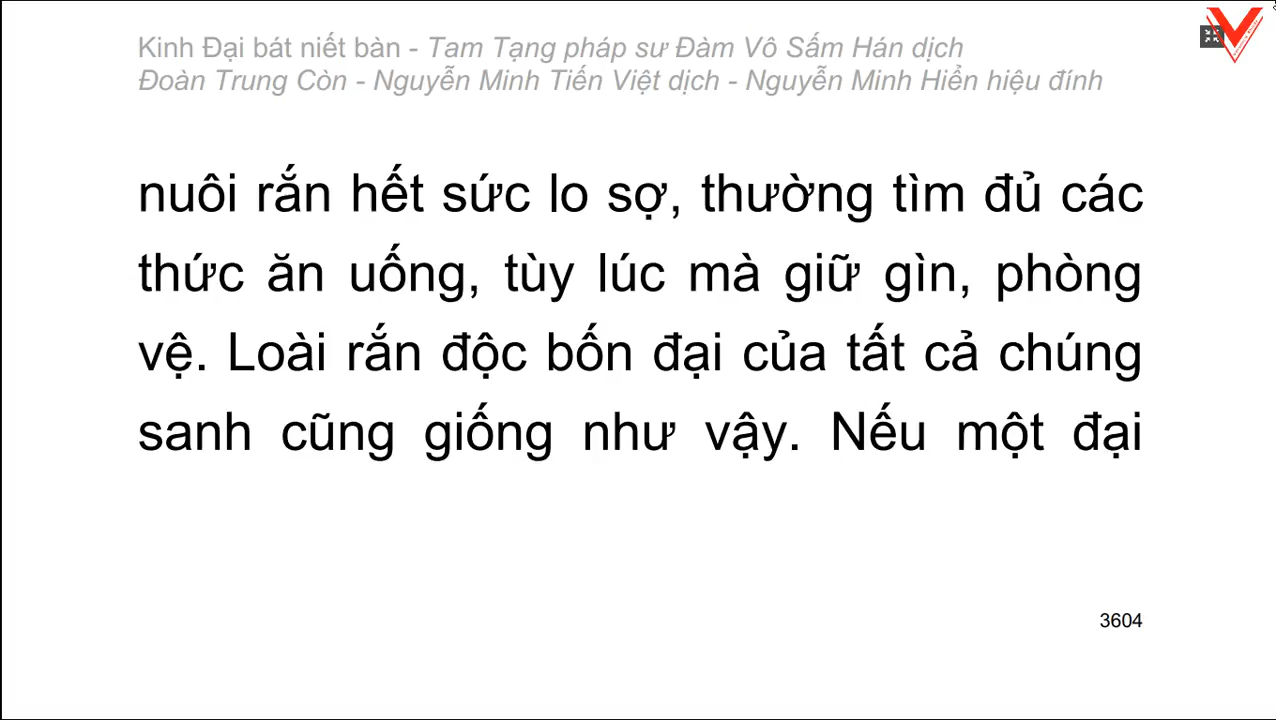 Kinh Đại bát niết bàn - Tam Tạng pháp sư Đàm Vô Sấm Hán dịch
Đoàn Trung Còn - Nguyễn Minh Tiến Việt dịch - Nguyễn Minh Hiển hiệu đính
nuôi rắn hết sức lo sợ, thường tìm đủ các
thức ăn uống, tùy lúc mà giữ gìn, phòng
vệ. Loài rắn độc bốn đại của tất cả chúng
sanh cũng giống như vậy. Nếu một đại
3604